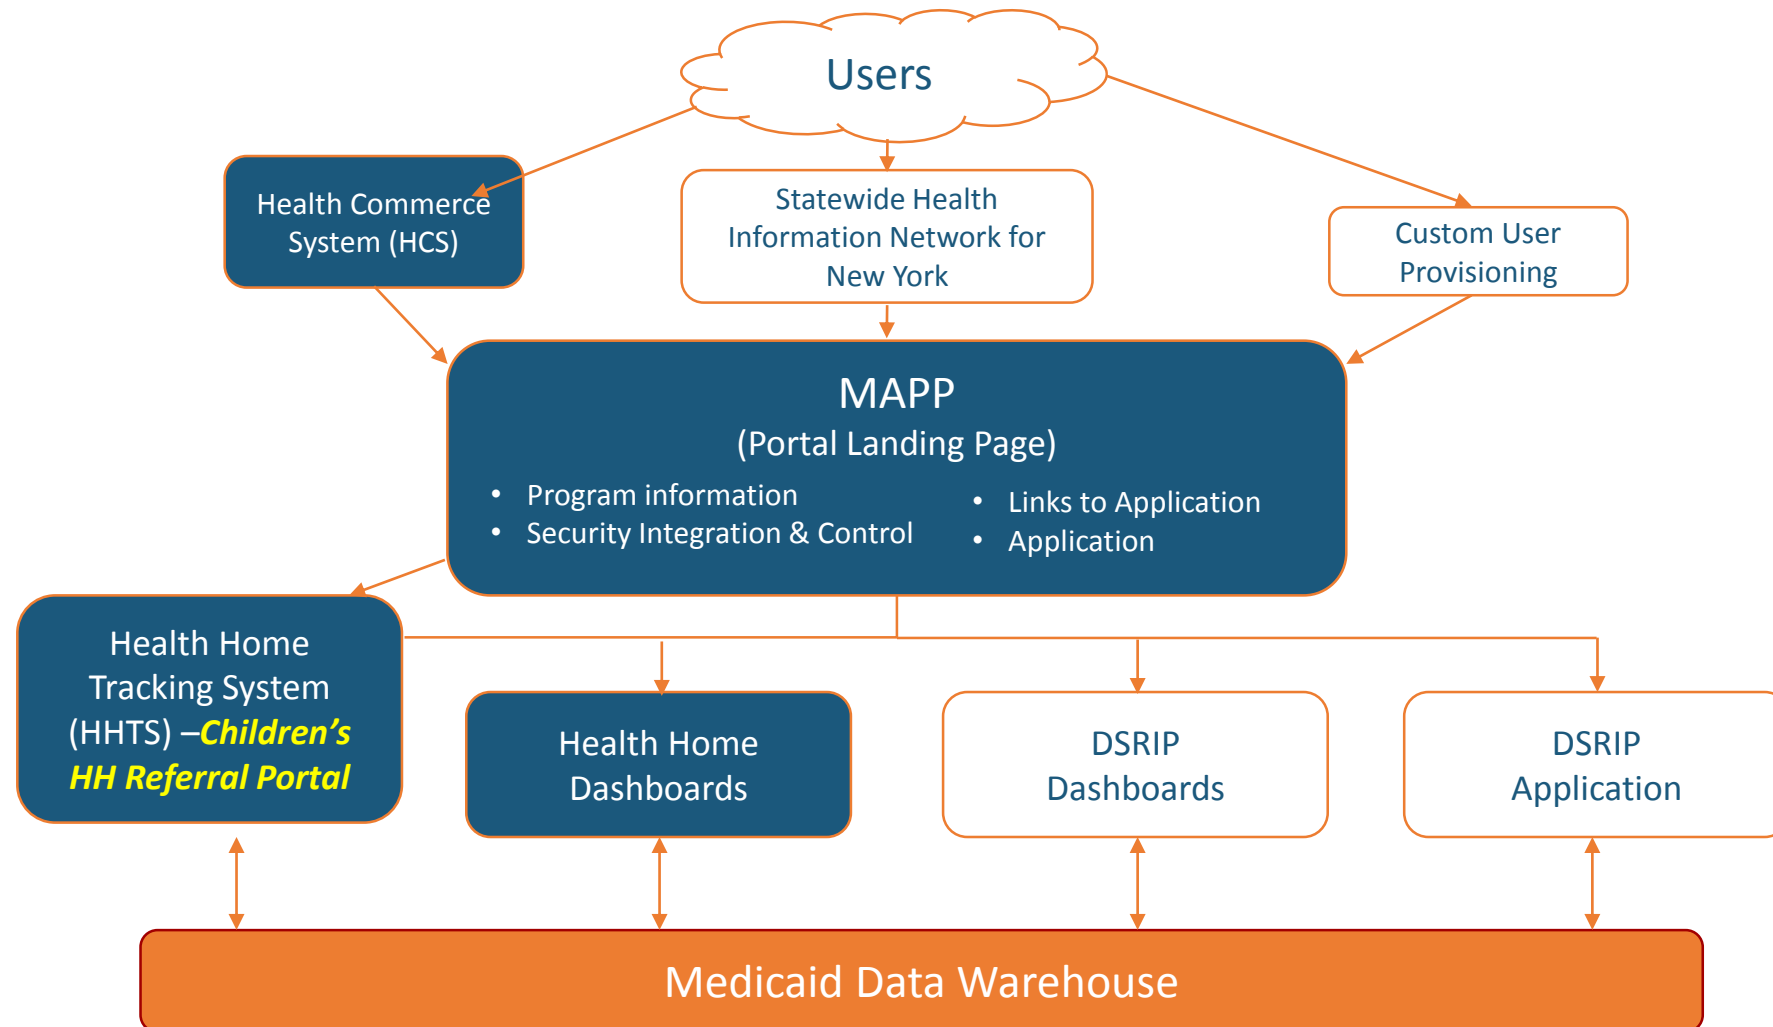 Users
Health Commerce
System (HCS)
Statewide Health
Information Network for
New York
Custom User
Provisioning
MAPP
(Portal Landing Page)
• Program information
• Security Integration & Control
• Links to Application
• Application
Health Home
Tracking System
(HHTS) –Children’s
HH Referral Portal
Health Home
Dashboards
DSRIP
Dashboards
DSRIP
Application
Medicaid Data Warehouse